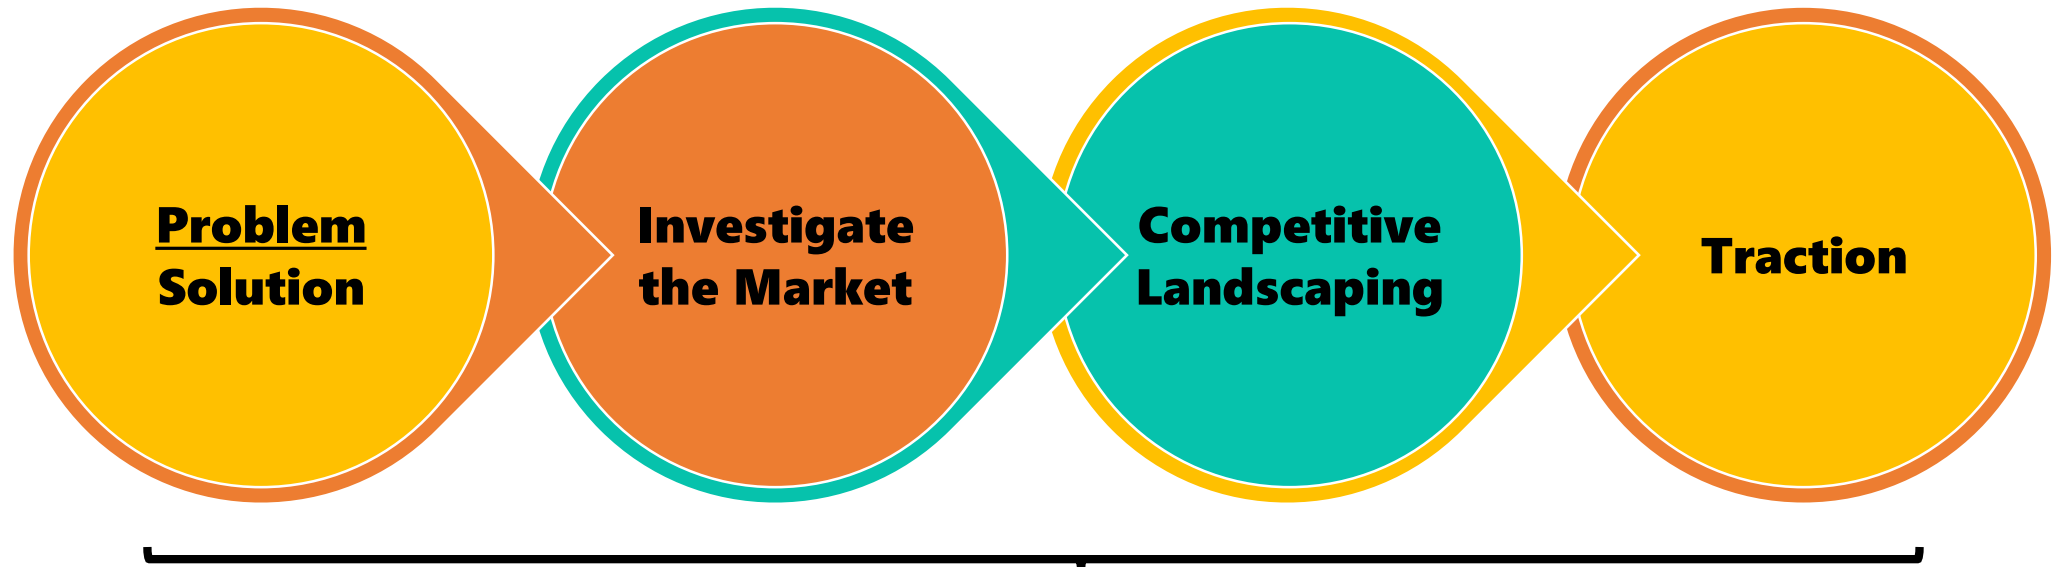 Problem
Solution
Investigate
the Market
Competitive
Landscaping
Traction